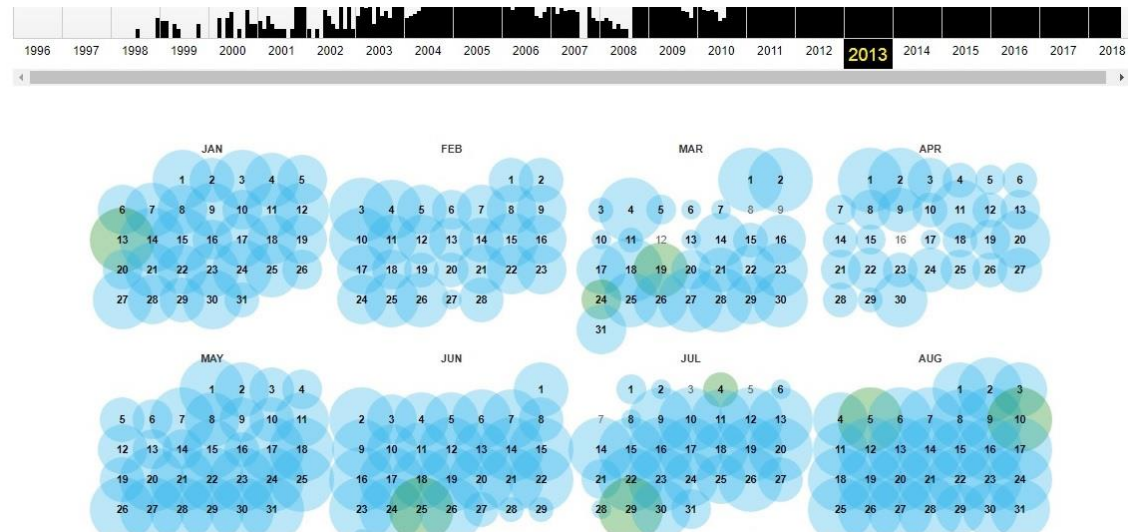 1996 1997 1998 1999 2000 2001 2002 2003 2004 2005 2006 2007 2008 2009 2010 2011 2012 2013 2014 2015 2016 2017 2018
JAN FEB MAR APR
1 2 3 4 5 1 2 1 2 1 2 3 4 5 6
6 7 8 9 10 11 12 3 4 5 6 7 8 9 3 4 5 6 7 8 9 7 8 9 10 11 12 13
13 14 15 16 17 18 19 10 11 12 13 14 15 16 10 11 12 13 14 15 16 14 15 16 17 18 19 20
20 21 22 23 24 25 26 17 18 19 20 21 22 23 17 18 19 20 21 22 23 21 22 23 24 25 26 27
27 28 29 30 31 24 25 26 27 28 24 25 26 27 28 29 30 28 29 30
31
MAY JUN JUL AUG
1 2 3 4 1 1 2 3 4 5 6 1 2 3
5 6 7 8 9 10 11 2 3 4 5 6 7 8 7 8 9 10 11 12 13 4 5 6 7 8 9 10
12 13 14 15 16 17 18 9 10 11 12 13 14 15 14 15 16 17 18 19 20 11 12 13 14 15 16 17
19 20 21 22 23 24 25 16 17 18 19 20 21 22 21 22 23 24 25 26 27 18 19 20 21 22 23 24
26 27 28 29 30 31 23 24 25 26 27 28 29 28 29 30 31 25 26 27 28 29 30 31